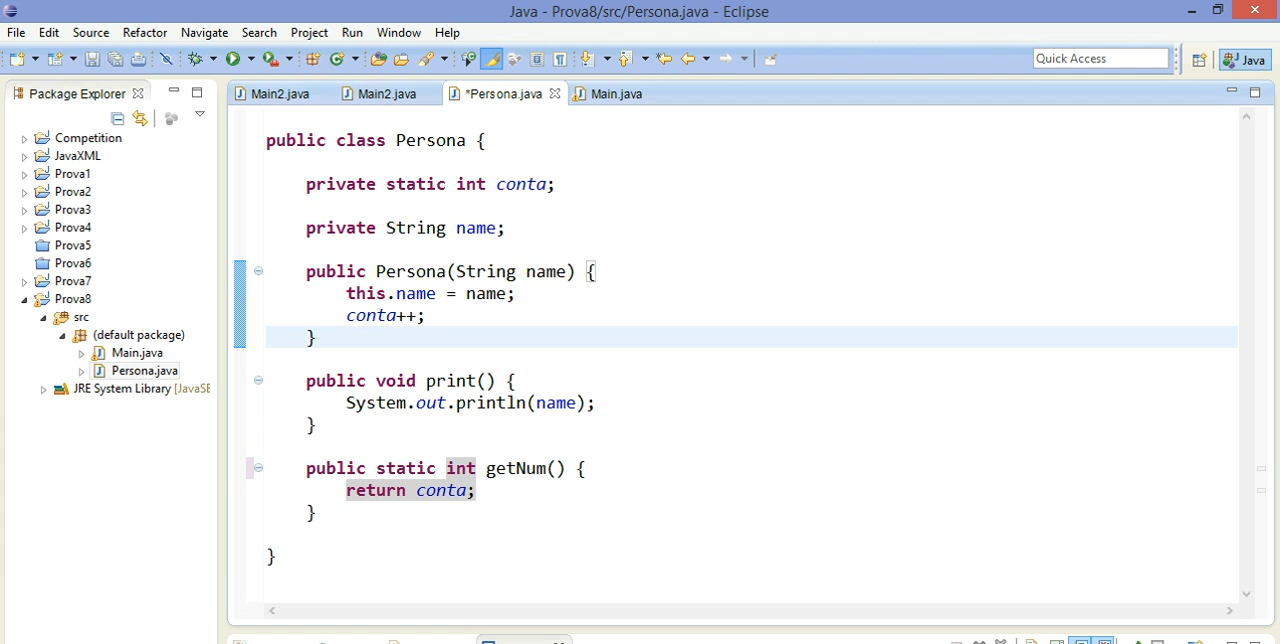 Java - Prova8/src/Persona.java - Eclipse
File Edit Source Refactor Navigate Search Project Run Window Help
Quick Access
Java
Package Explorer
Main2.java Main2.java *Persona.java Main.java
Competition
JavaXML
Prova1
Prova2
Prova3
Prova4
Prova5
Prova6
Prova7
Prova8
src
(default package)
Main.java
Persona.java
JRE System Library [JavaSE
public class Persona {
private static int conta;
private String name;
public Persona(String name) {
this.name = name;
conta++;
}
public void print() {
System.out.println(name);
}
public static int getNum() {
return conta;
}
}